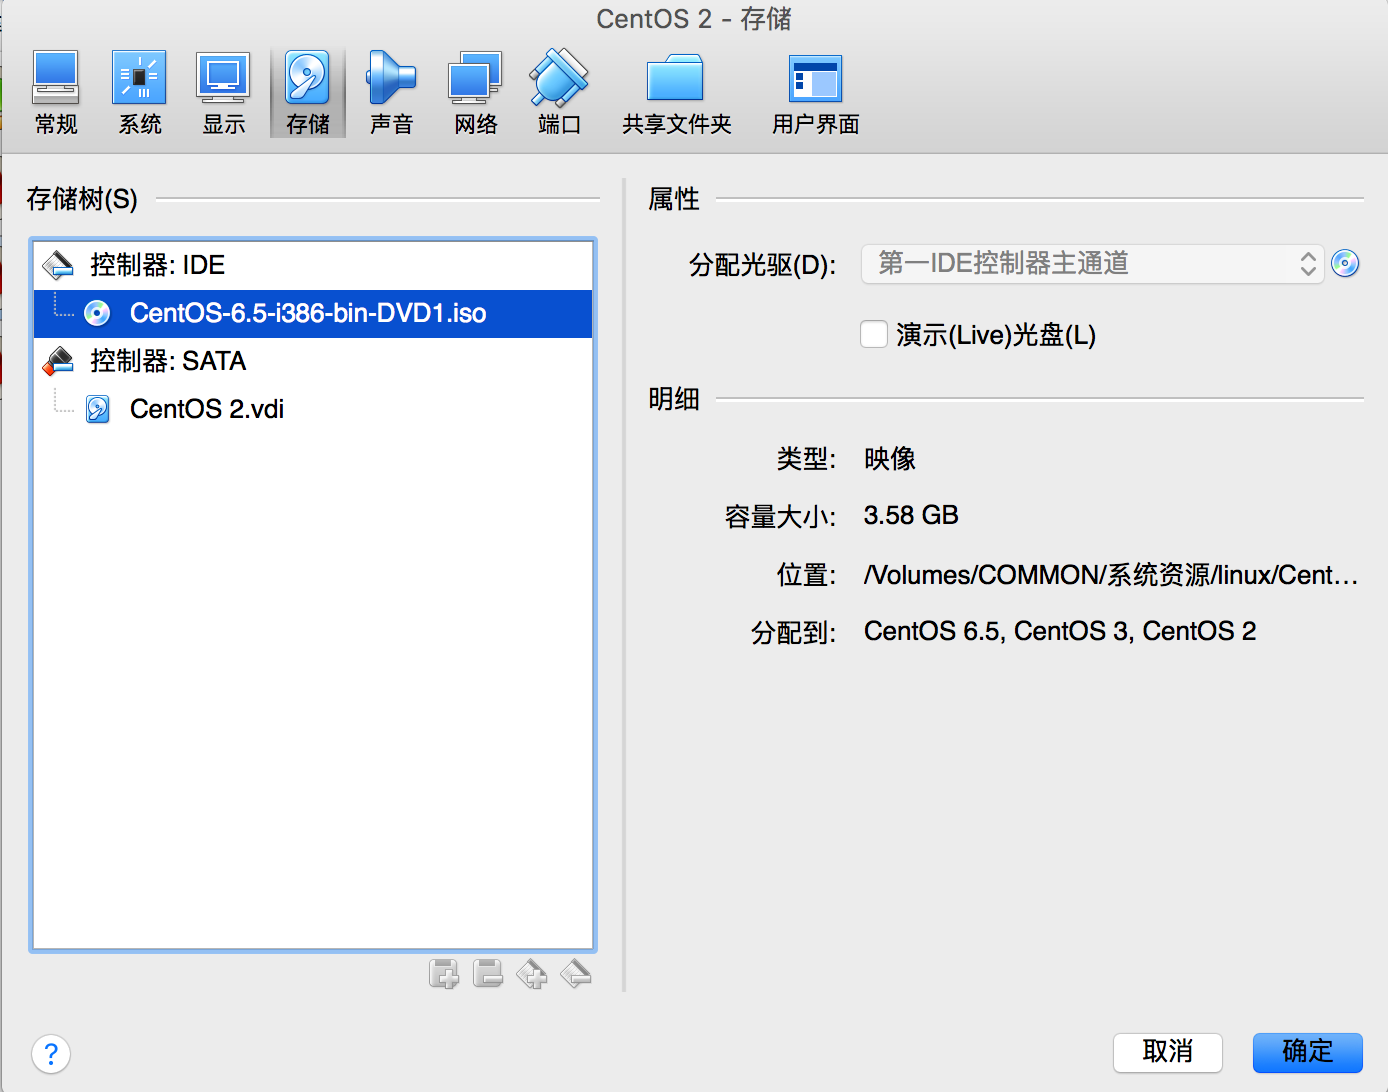 CentOS 2 - 存储
常规 系统 显示 存储 声音 网络 端口 共享文件夹 用户界面
存储树(S)
控制器: IDE
CentOS-6.5-i386-bin-DVD1.iso
控制器: SATA
CentOS 2.vdi
属性
分配光驱(D): 第一IDE控制器主通道
演示(Live)光盘(L)
明细
类型: 映像
容量大小: 3.58 GB
位置: /Volumes/COMMON/系统资源/linux/Cent...
分配到: CentOS 6.5, CentOS 3, CentOS 2
?
取消 确定